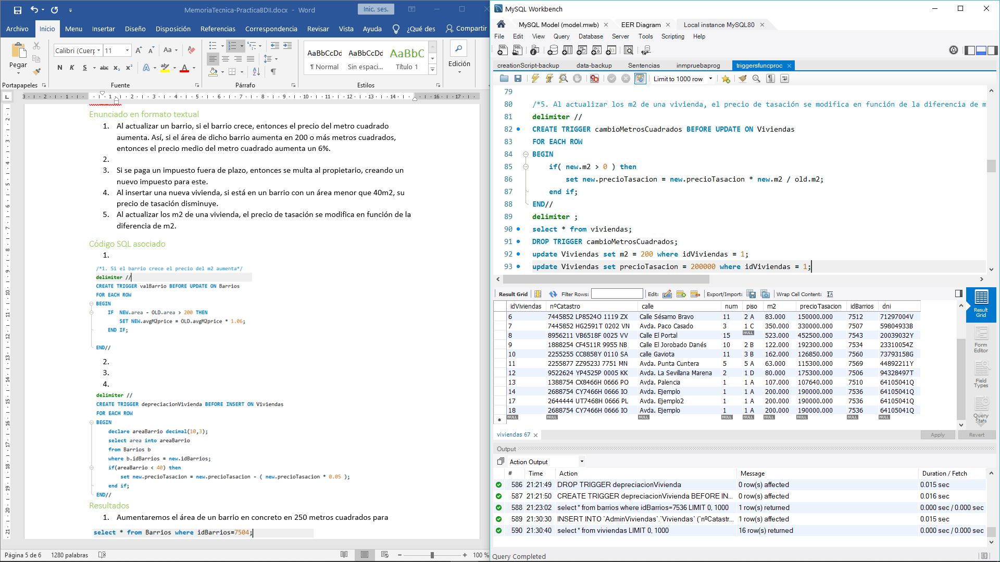 MemoriaTecnica-PracticaBDII.docx - Word
Inic. ses.
Archivo Inicio Menu Insertar Diseño Disposición Referencias Correspondencia Revisar Vista Ayuda ¿Qué des Compartir
Pegar
Calibri (Cuerp 11
Aa
N K S abc x₂ x²
AaBbCcDd AaBbCcDd AaBbC
¶ Normal Sin espaci... Título 1
Edición
Portapapeles Fuente Párrafo Estilos
Enunciado en formato textual
1. Al actualizar un barrio, si el barrio crece, entonces el precio del metro cuadrado
aumenta. Así, si el área de dicho barrio aumenta en 200 o más metros cuadrados,
entonces el precio medio del metro cuadrado aumenta un 6%.
2.
3. Si se paga un impuesto fuera de plazo, entonces se multa al propietario, creando un
nuevo impuesto para este.
4. Al insertar una nueva vivienda, si está en un barrio con un área menor que 40m2, su
precio de tasación disminuye.
5. Al actualizar los m2 de una vivienda, el precio de tasación se modifica en función de la
diferencia de m2.
Código SQL asociado
1.
/*1. Si el barrio crece el precio del m2 aumenta*/
delimiter //
CREATE TRIGGER valBarrio BEFORE UPDATE ON Barrios
FOR EACH ROW
BEGIN
IF NEW.area - OLD.area > 200 THEN
SET NEW.avgM2price = OLD.avgM2price * 1.06;
END IF;
END//
2.
3.
4.
delimiter //
CREATE TRIGGER depreciacionVivienda BEFORE INSERT ON Viviendas
FOR EACH ROW
BEGIN
declare areaBarrio decimal(10,3);
select area into areaBarrio
from Barrios b
where b.idBarrios = new.idBarrios;
if(areaBarrio < 40) then
set new.precioTasacion = new.precioTasacion - ( new.precioTasacion * 0.05 );
end if;
END//
Resultados
1. Aumentaremos el área de un barrio en concreto en 250 metros cuadrados para
select * from Barrios where idBarrios=7504;
Página 5 de 6 1280 palabras 100 %
MySQL Workbench
MySQL Model (model.mwb) EER Diagram Local instance MySQL80
File Edit View Query Database Server Tools Scripting Help
creationScript-backup data-backup Sentencias inmpruebaprog triggersfuncproc
Limit to 1000 row
79
80 /*5. Al actualizar los m2 de una vivienda, el precio de tasación se modifica en función de la diferencia de m
81 delimiter //
82 CREATE TRIGGER cambioMetrosCuadrados BEFORE UPDATE ON Viviendas
83 FOR EACH ROW
84 BEGIN
85 if( new.m2 > 0 ) then
86 set new.precioTasacion = new.precioTasacion * new.m2 / old.m2;
87 end if;
88 END//
89 delimiter ;
90 select * from viviendas;
91 DROP TRIGGER cambioMetrosCuadrados;
92 update Viviendas set m2 = 200 where idViviendas = 1;
93 update Viviendas set precioTasacion = 200000 where idViviendas = 1;
Result Grid Filter Rows: Edit: Export/Import: Wrap Cell Content:
idViviendas nºCatastro calle num piso m2 precioTasacion idBarrios dni
6 7445852 LP8524O 1119 ZX Calle Sésamo Bravo 11 2 A 83.000 150000.000 7512 71297004V
7 7445852 HG2591T 0202 VN Avda. Paco Casado 3 1 C 350.000 330000.000 7507 59804933B
8 8956211 VB6518F 0025 VV Calle El Portal 15 NULL 523.000 452500.000 7543 20039032Y
9 1888254 CF4511R 9955 NB Calle El Jorobado Danés 10 2 B 122.000 192300.000 7534 23310054Z
10 2255255 CC8858Y 0110 SA calle Gaviota 11 3 B 162.000 126850.000 7560 73793158G
11 2255877 ZZ9523J 7751 MN Avda. Punta Cuntera 5 5 A 63.000 115300.000 7569 44892211Y
12 9522624 YP4525P 0005 KK Avda. La Sevillana Marena 2 1 D 80.000 175300.000 7506 94328497T
13 1388754 CX8466H 0666 PO Avda. Palencia 1 1 A 107.000 107640.000 7510 64105041Q
14 2688754 CY7466H 0666 IO Avda. Ejemplo 1 1 A 200.000 190000.000 7536 64105041Q
17 2644444 UT7468H 0666 PL Avda. Ejemplo2 1 1 A 200.000 190000.000 7536 64105041Q
18 2688754 CY7466H 0666 IO Avda. Ejemplo 1 1 A 200.000 190000.000 7536 64105041Q
NULL NULL NULL NULL NULL NULL NULL NULL NULL
Result Grid
Form Editor
Field Types
Query Stats
viviendas 67 Apply Revert
Output
Action Output
# Time Action Message Duration / Fetch
586 21:21:49 DROP TRIGGER depreciacionVivienda 0 row(s) affected 0.015 sec
587 21:21:50 CREATE TRIGGER depreciacionVivienda BEFORE IN... 0 row(s) affected 0.016 sec
588 21:23:02 select * from barrios where idBarrios=7536 LIMIT 0, 1000 1 row(s) returned 0.000 sec / 0.000 sec
589 21:30:30 INSERT INTO `AdminViviendas`.`Viviendas` (`nºCatastr... 1 row(s) affected 0.015 sec
590 21:30:40 select * from viviendas LIMIT 0, 1000 16 row(s) returned 0.000 sec / 0.000 sec
Query Completed